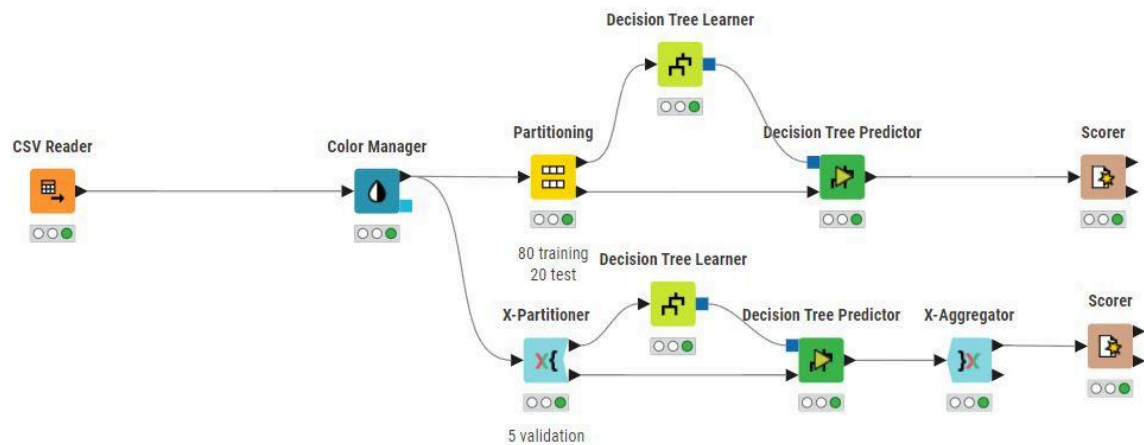 Decision Tree Learner
CSV Reader
Color Manager
Partitioning
Decision Tree Predictor
Scorer
80 training
20 test
Decision Tree Learner
X-Partitioner
Decision Tree Predictor
X-Aggregator
Scorer
5 validation